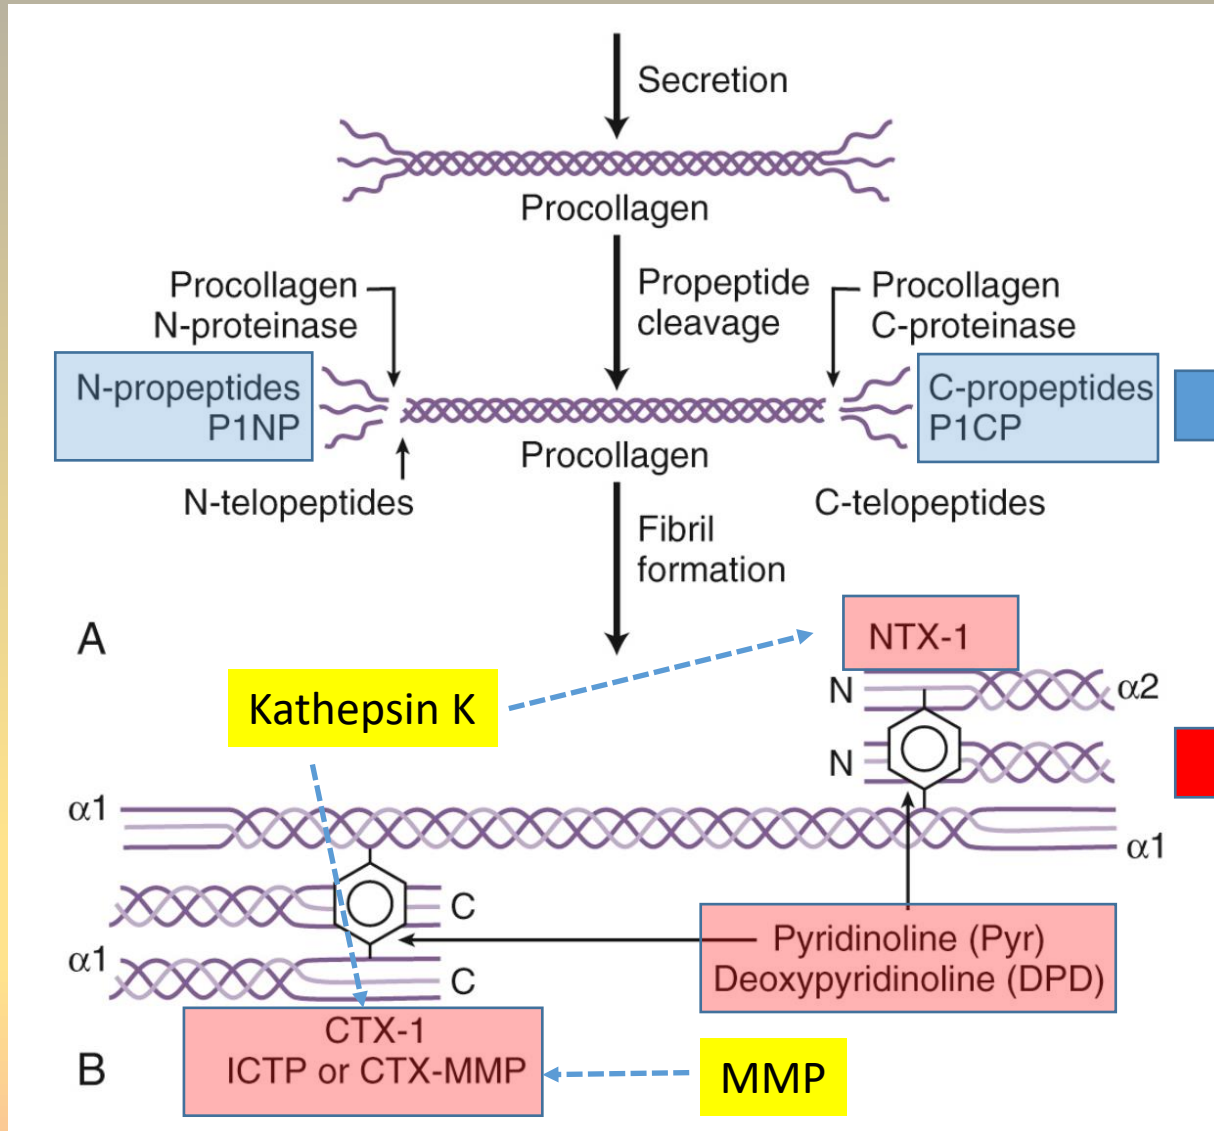 Secretion
Procollagen
Procollagen
N-proteinase
Propeptide
cleavage
Procollagen
C-proteinase
N-propeptides
P1NP
C-propeptides
P1CP
Procollagen
N-telopeptides
C-telopeptides
Fibril
formation
A
NTX-1
Kathepsin K
N
α2
N
α1
α1
C
α1
C
Pyridinoline (Pyr)
Deoxypyridinoline (DPD)
CTX-1
ICTP or CTX-MMP
B
MMP